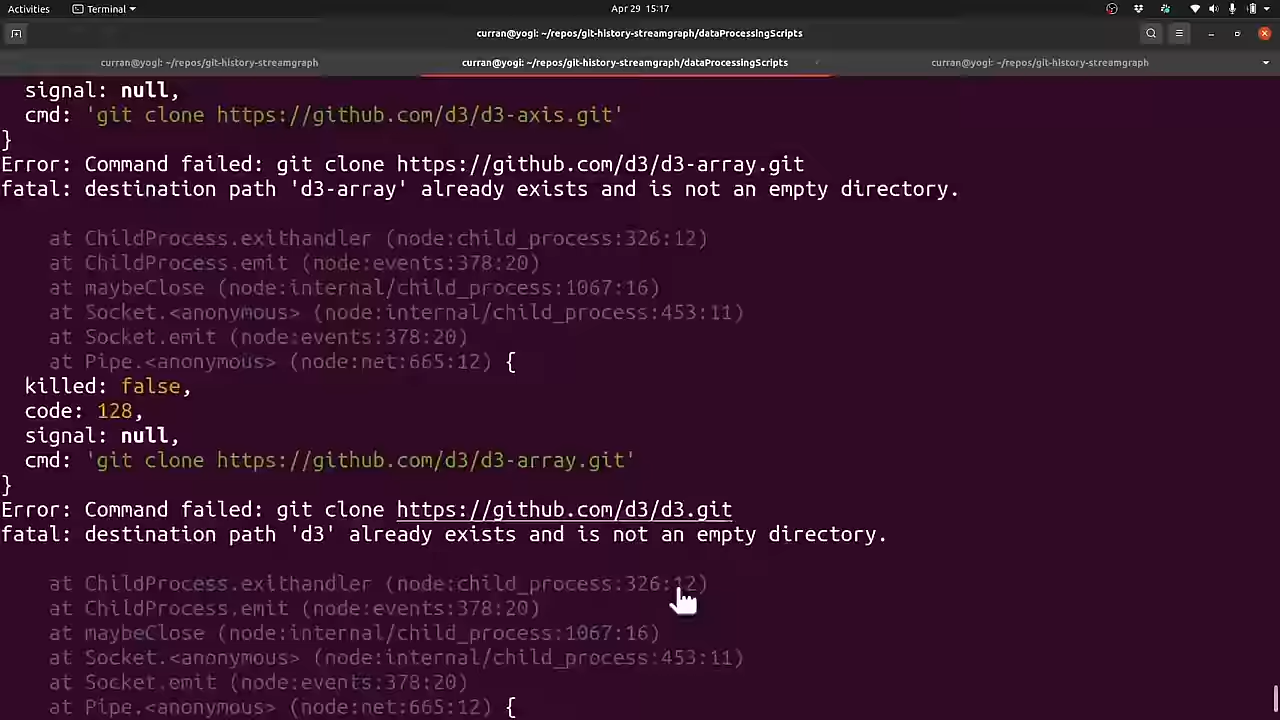 Activities
Terminal
Apr 29 15:17
curran@yogi: ~/repos/git-history-streamgraph/dataProcessingScripts
curran@yogi: ~/repos/git-history-streamgraph
curran@yogi: ~/repos/git-history-streamgraph/dataProcessingScripts
curran@yogi: ~/repos/git-history-streamgraph
signal: null,
cmd: 'git clone https://github.com/d3/d3-axis.git'
}
Error: Command failed: git clone https://github.com/d3/d3-array.git
fatal: destination path 'd3-array' already exists and is not an empty directory.
at ChildProcess.exithandler (node:child_process:326:12)
at ChildProcess.emit (node:events:378:20)
at maybeClose (node:internal/child_process:1067:16)
at Socket.<anonymous> (node:internal/child_process:453:11)
at Socket.emit (node:events:378:20)
at Pipe.<anonymous> (node:net:665:12) {
killed: false,
code: 128,
signal: null,
cmd: 'git clone https://github.com/d3/d3-array.git'
}
Error: Command failed: git clone https://github.com/d3/d3.git
fatal: destination path 'd3' already exists and is not an empty directory.
at ChildProcess.exithandler (node:child_process:326:12)
at ChildProcess.emit (node:events:378:20)
at maybeClose (node:internal/child_process:1067:16)
at Socket.<anonymous> (node:internal/child_process:453:11)
at Socket.emit (node:events:378:20)
at Pipe.<anonymous> (node:net:665:12) {